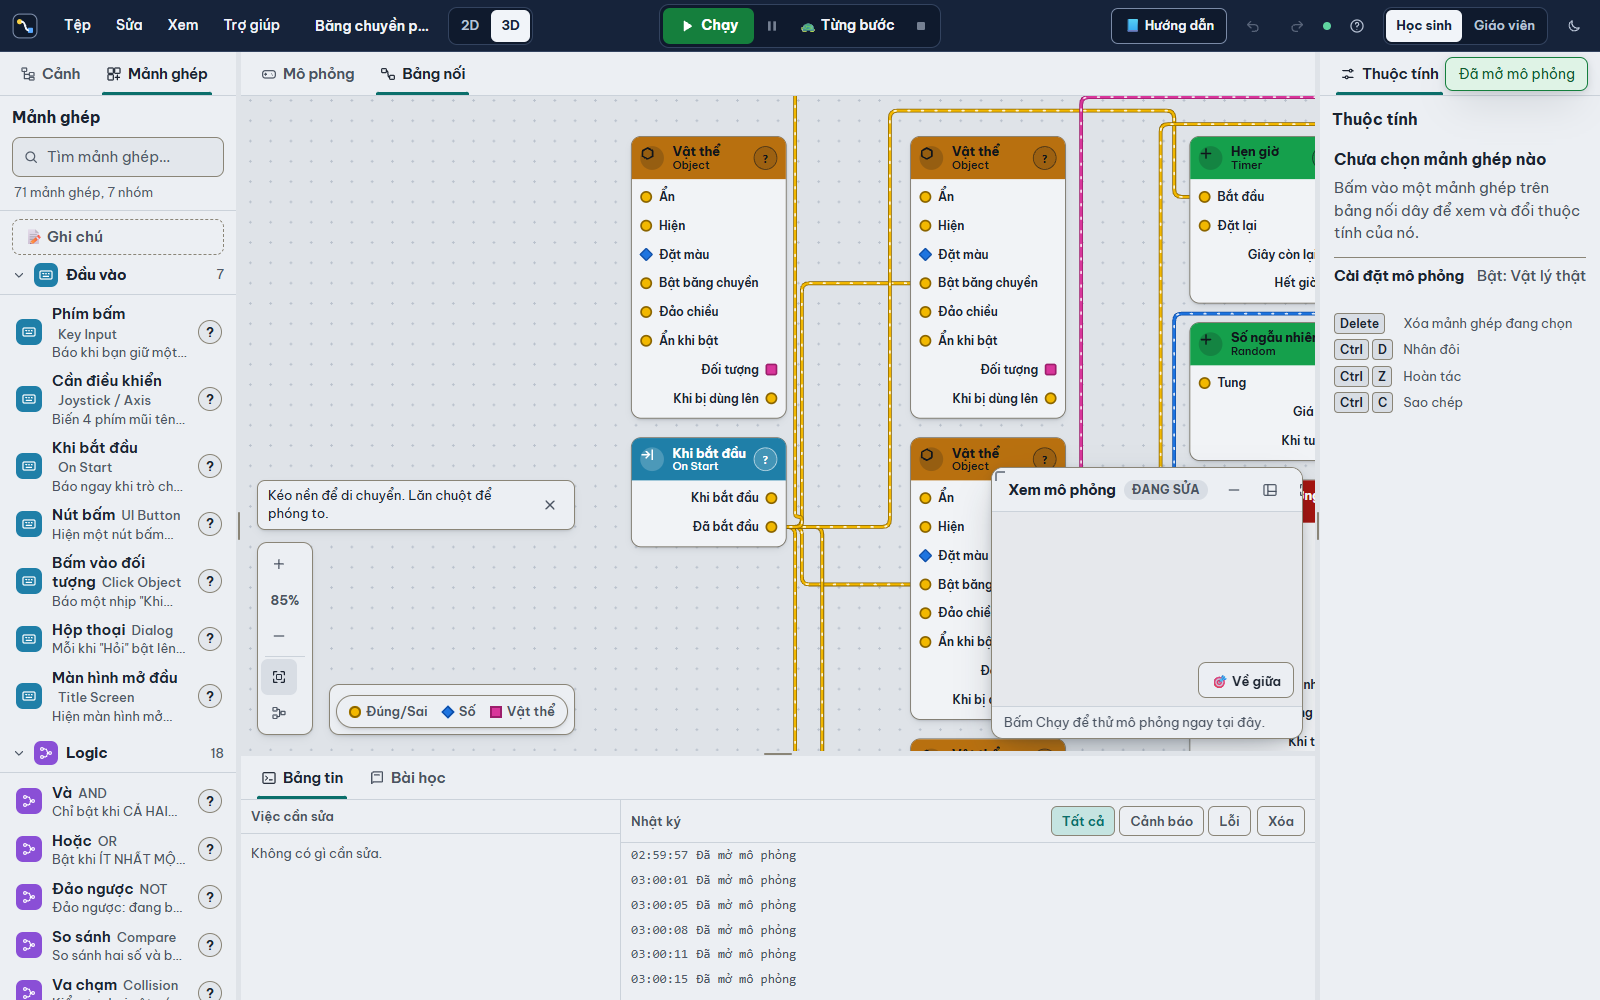 Tệp
Sửa
Xem
Trợ giúp
Băng chuyền p...
2D
3D
Chạy
Từng bước
Hướng dẫn
Học sinh
Giáo viên
Cảnh
Mảnh ghép
Mô phỏng
Bảng nối
Thuộc tính
Đã mở mô phỏng
Mảnh ghép
Tìm mảnh ghép...
71 mảnh ghép, 7 nhóm
Ghi chú
Đầu vào
7
Phím bấm
Key Input
Báo khi bạn giữ một...
?
Cần điều khiển
Joystick / Axis
Biến 4 phím mũi tên...
?
Khi bắt đầu
On Start
Báo ngay khi trò ch...
?
Nút bấm UI Button
Hiện một nút bấm...
?
Bấm vào đối
tượng Click Object
Báo một nhịp "Khi...
?
Hộp thoại Dialog
Mỗi khi "Hỏi" bật lên...
?
Màn hình mở đầu
Title Screen
Hiện màn hình mở...
?
Logic
18
Và AND
Chỉ bật khi CẢ HAI...
?
Hoặc OR
Bật khi ÍT NHẤT MỘ...
?
Đảo ngược NOT
Đảo ngược: đang b...
?
So sánh Compare
So sánh hai số và b...
?
Va chạm Collision
?
Vật thể
Object
?
Ẩn
Hiện
Đặt màu
Bật băng chuyền
Đảo chiều
Ẩn khi bật
Đối tượng
Khi bị dùng lên
Khi bắt đầu
On Start
?
Khi bắt đầu
Đã bắt đầu
Vật thể
Object
?
Ẩn
Hiện
Đặt màu
Bật băng chuyền
Đảo chiều
Ẩn khi bật
Đối tượng
Khi bị dùng lên
Vật thể
Object
?
Ẩn
Hiện
Đặt màu
Bật băng
Đảo chiề
Ẩn khi bậ
Khi bị
Hẹn giờ
Timer
Bắt đầu
Đặt lại
Giây còn lạ
Hết giờ
Số ngẫu nhiên
Random
Tung
Giá
Khi tu
Khi t
Kéo nền để di chuyển. Lăn chuột để
phóng to.
85%
Đúng/Sai
Số
Vật thể
Xem mô phỏng
ĐANG SỬA
Về giữa
Bấm Chạy để thử mô phỏng ngay tại đây.
Thuộc tính
Chưa chọn mảnh ghép nào
Bấm vào một mảnh ghép trên
bảng nối dây để xem và đổi thuộc
tính của nó.
Cài đặt mô phỏng
Bật: Vật lý thật
Delete Xóa mảnh ghép đang chọn
Ctrl D Nhân đôi
Ctrl Z Hoàn tác
Ctrl C Sao chép
Bảng tin
Bài học
Việc cần sửa
Không có gì cần sửa.
Nhật ký
Tất cả
Cảnh báo
Lỗi
Xóa
02:59:57 Đã mở mô phỏng
03:00:01 Đã mở mô phỏng
03:00:05 Đã mở mô phỏng
03:00:08 Đã mở mô phỏng
03:00:11 Đã mở mô phỏng
03:00:15 Đã mở mô phỏng